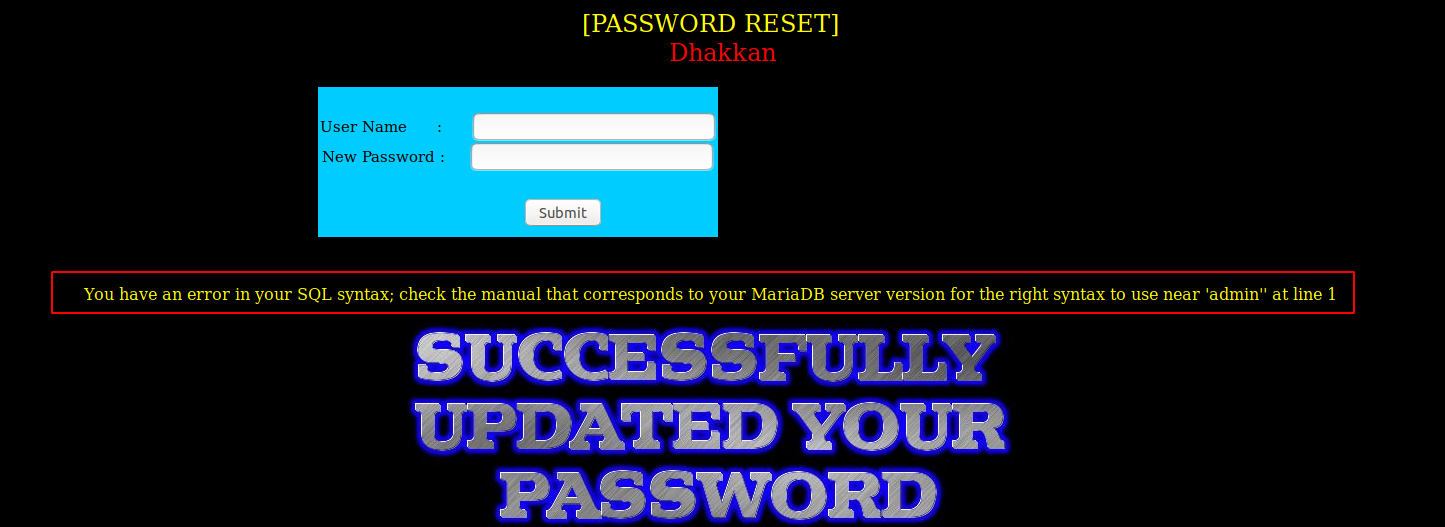 [PASSWORD RESET]
Dhakkan
User Name :
New Password :
Submit
You have an error in your SQL syntax; check the manual that corresponds to your MariaDB server version for the right syntax to use near 'admin'' at line 1
SUCCESSFULLY
UPDATED YOUR
PASSWORD